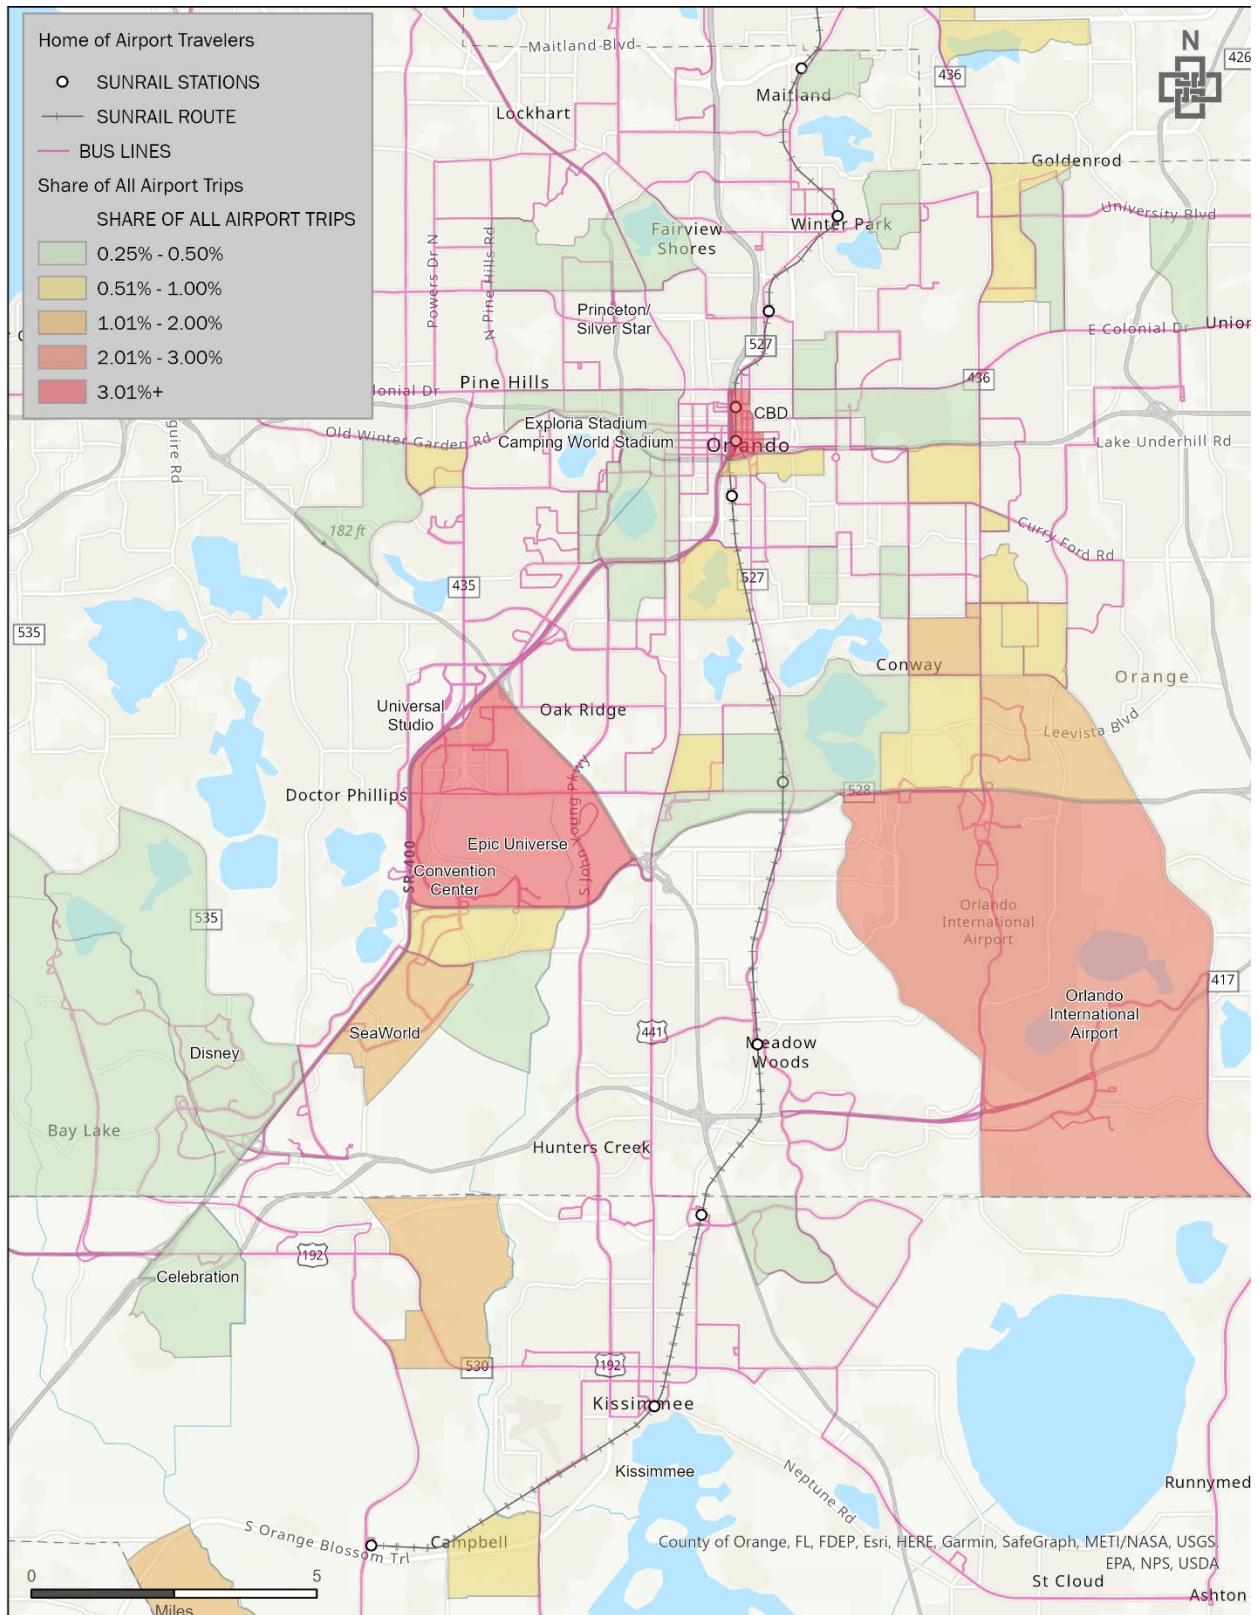 Home of Airport Travelers
SUNRAIL STATIONS
SUNRAIL ROUTE
BUS LINES
Share of All Airport Trips
SHARE OF ALL AIRPORT TRIPS
0.25% - 0.50%
0.51% - 1.00%
1.01% - 2.00%
2.01% - 3.00%
3.01%+
N
Maitland Blvd
436
426
Maitland
Lockhart
Goldenrod
University Blvd
Fairview
Shores
Winter Park
Powers Dr N
N Pine Hills Rd
Princeton/
Silver Star
527
E Colonial Dr
Union
436
Pine Hills
olonial Dr
CBD
Exploria Stadium
Camping World Stadium
Orlando
Old Winter Garden Rd
Lake Underhill Rd
guire Rd
182 ft
Curry Ford Rd
435
527
535
Conway
Orange
Universal
Studio
Oak Ridge
Leevista Blvd
Doctor Phillips
528
S John Young Pkwy
SR 400
Epic Universe
Convention
Center
535
Orlando
International
Airport
417
Orlando
International
Airport
441
SeaWorld
Disney
Meadow
Woods
Bay Lake
Hunters Creek
192
Celebration
530
192
Kissimmee
Kissimmee
Neptune Rd
Runnymed
S Orange Blossom Trl
Campbell
County of Orange, FL, FDEP, Esri, HERE, Garmin, SafeGraph, METI/NASA, USGS,
EPA, NPS, USDA
St Cloud
Ashton
0
5
Miles